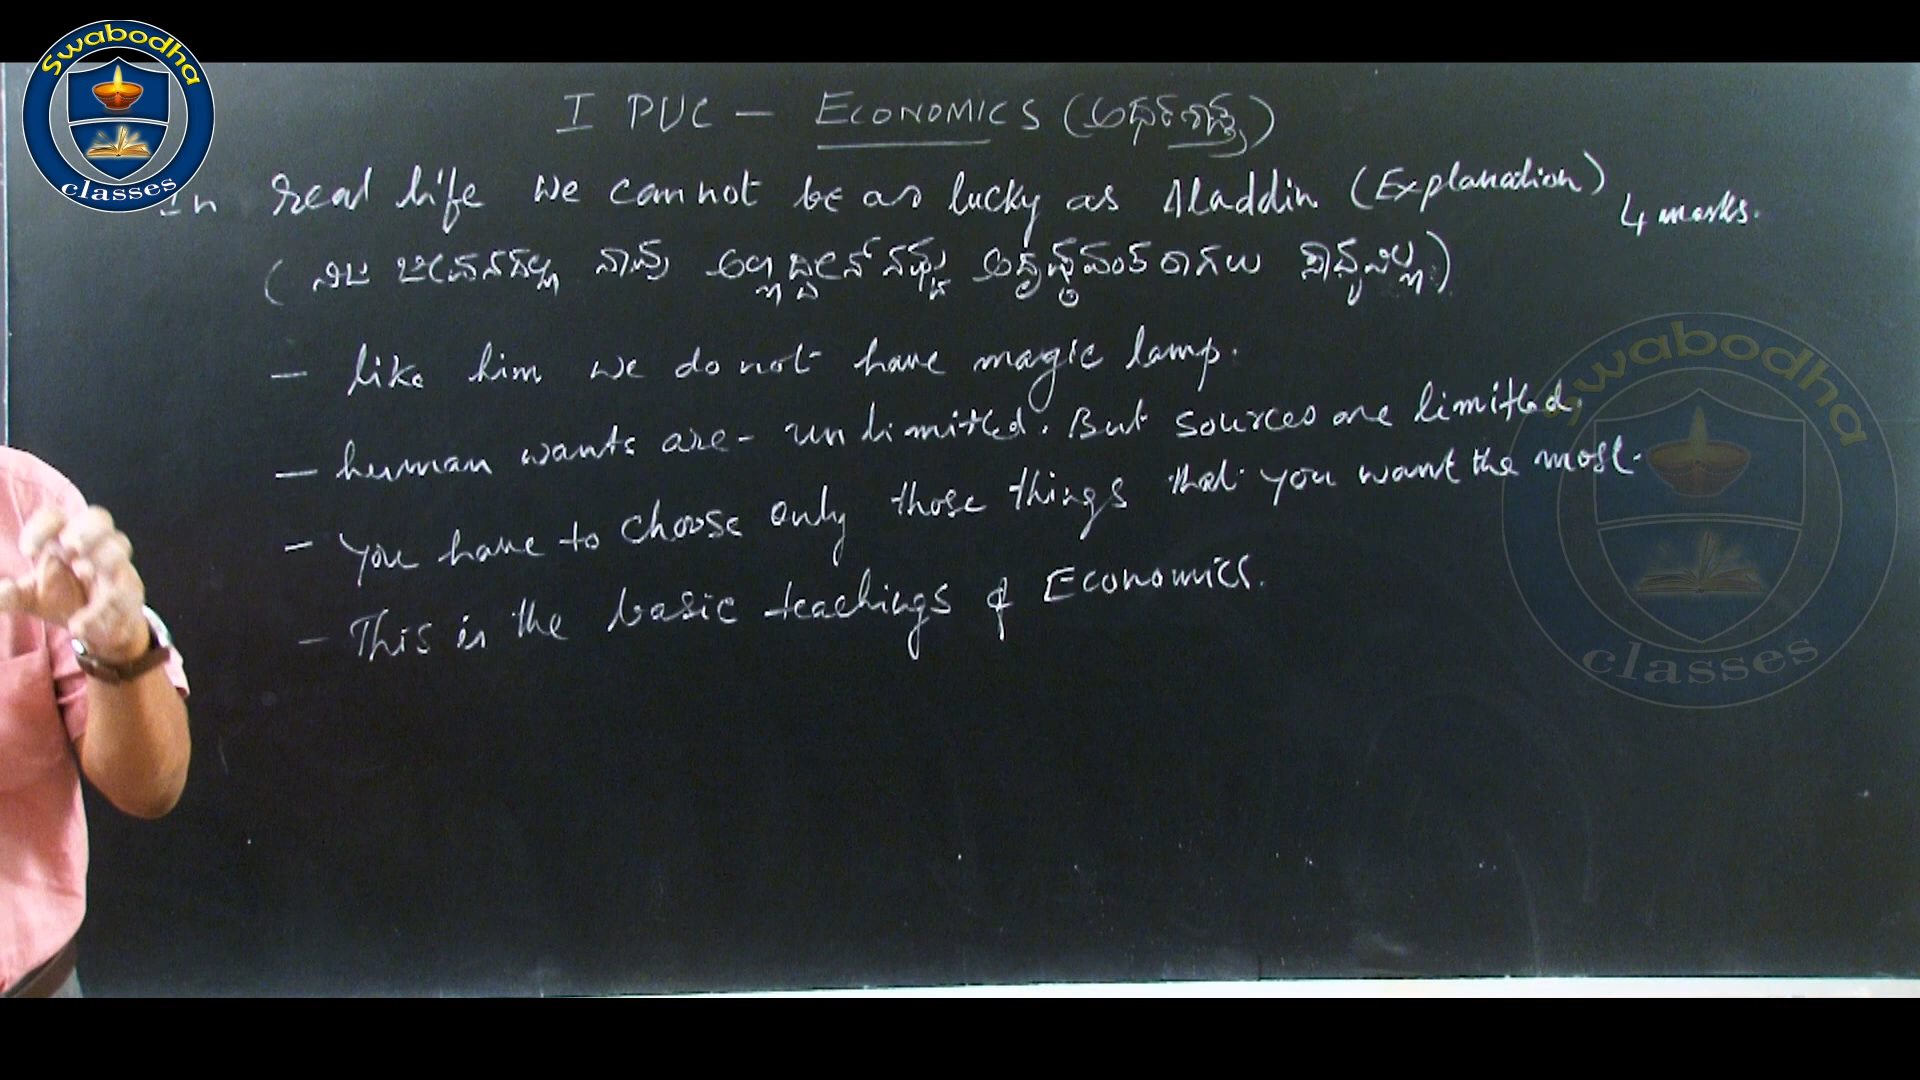 Swabodha
classes
I PUC – ECONOMICS (ಅರ್ಥಶಾಸ್ತ್ರ)
In real life we cannot be as lucky as Aladdin (Explanation) 4 marks.
(ನಿಜ ಜೀವನದಲ್ಲಿ ನಾವು ಅಲ್ಲಾದ್ದೀನ್ ನಷ್ಟು ಅದೃಷ್ಟವಂತರಾಗಲು ಸಾಧ್ಯವಿಲ್ಲ.)
– like him we do not have magic lamp.
– human wants are – unlimited. But sources are limited.
– You have to choose only those things that you want the most.
– This is the basic teachings of Economics.
Swabodha
classes